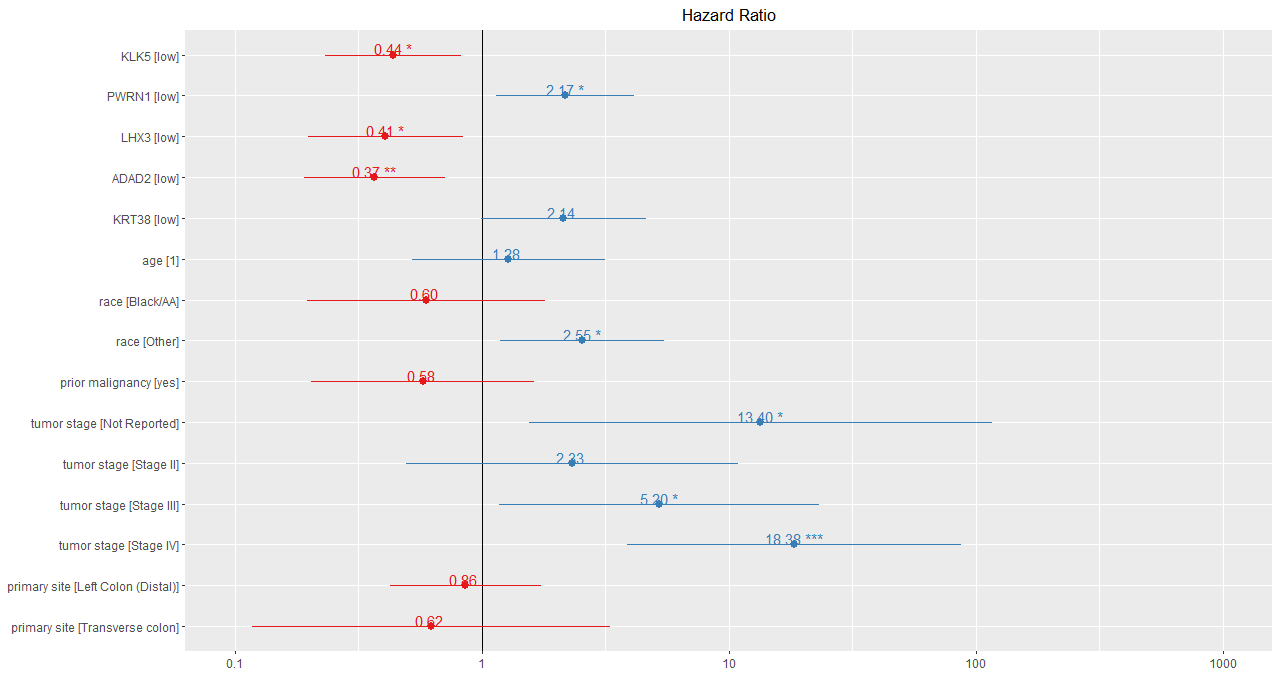 Hazard Ratio
KLK5 [low]
0.44 *
PWRN1 [low]
2.17 *
LHX3 [low]
0.41 *
ADAD2 [low]
0.37 **
KRT38 [low]
2.14
age [1]
1.28
race [Black/AA]
0.60
race [Other]
2.55 *
prior malignancy [yes]
0.58
tumor stage [Not Reported]
13.40 *
tumor stage [Stage II]
2.33
tumor stage [Stage III]
5.20 *
tumor stage [Stage IV]
18.38 ***
primary site [Left Colon (Distal)]
0.86
primary site [Transverse colon]
0.62
0.1 1 10 100 1000